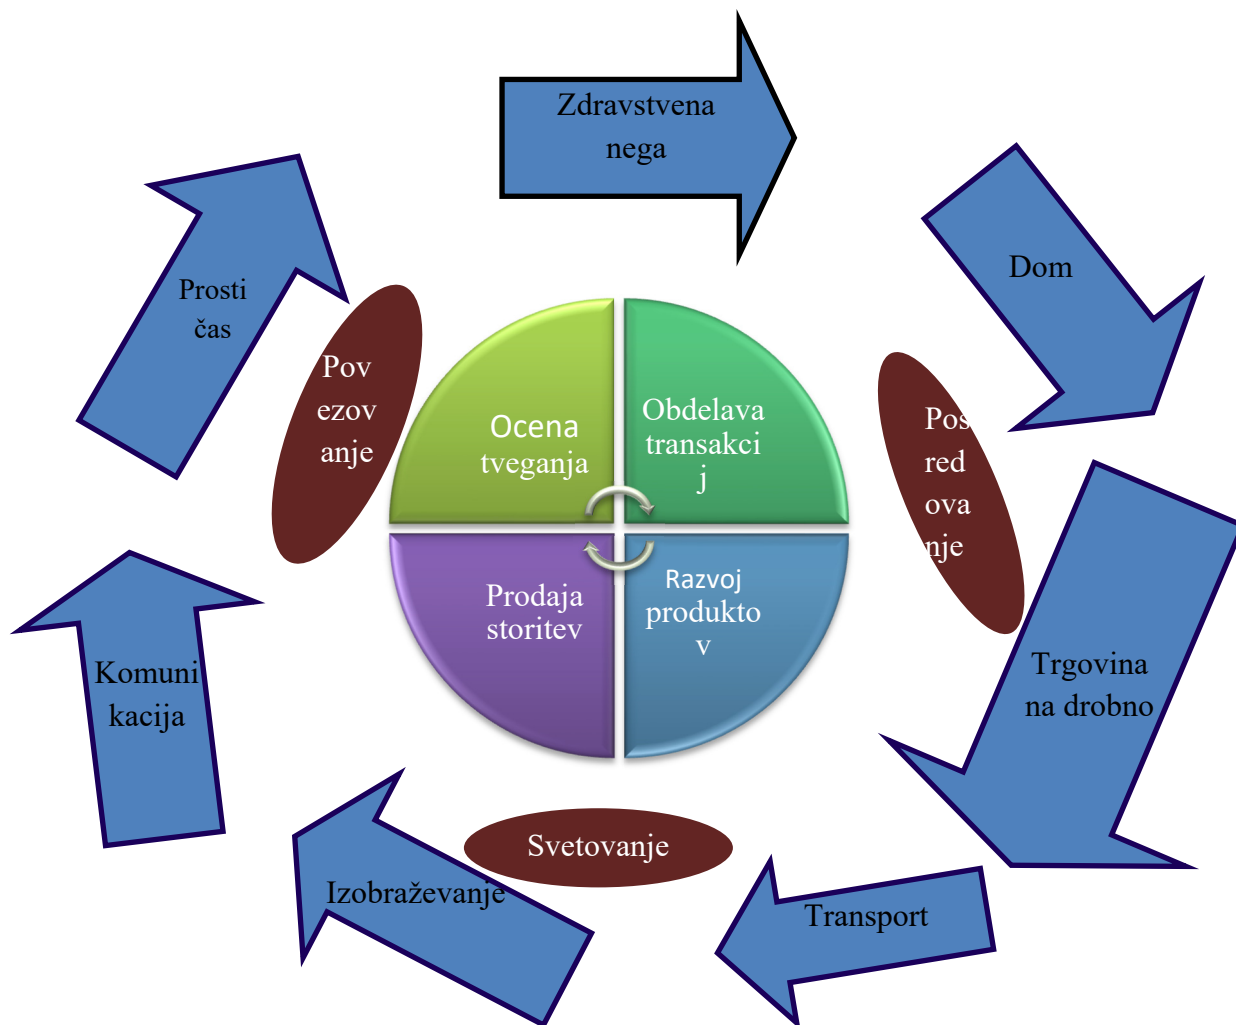 Zdravstvena
nega
Dom
Prosti
čas
Pov
ezov
anje
Ocena
tveganja
Obdelava
transakci
j
Pos
red
ova
nje
Prodaja
storitev
Razvoj
produkto
v
Komuni
kacija
Trgovina
na drobno
Svetovanje
Izobraževanje
Transport